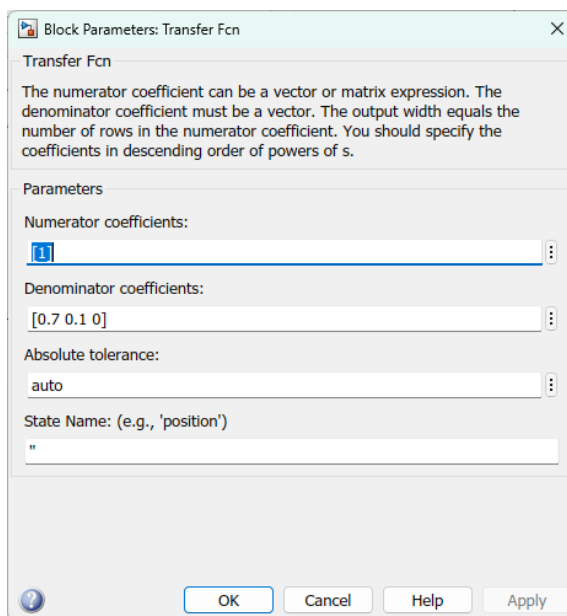 Block Parameters: Transfer Fcn
Transfer Fcn
The numerator coefficient can be a vector or matrix expression. The
denominator coefficient must be a vector. The output width equals the
number of rows in the numerator coefficient. You should specify the
coefficients in descending order of powers of s.
Parameters
Numerator coefficients:
[1]
Denominator coefficients:
[0.7 0.1 0]
Absolute tolerance:
auto
State Name: (e.g., 'position')
''
OK Cancel Help Apply